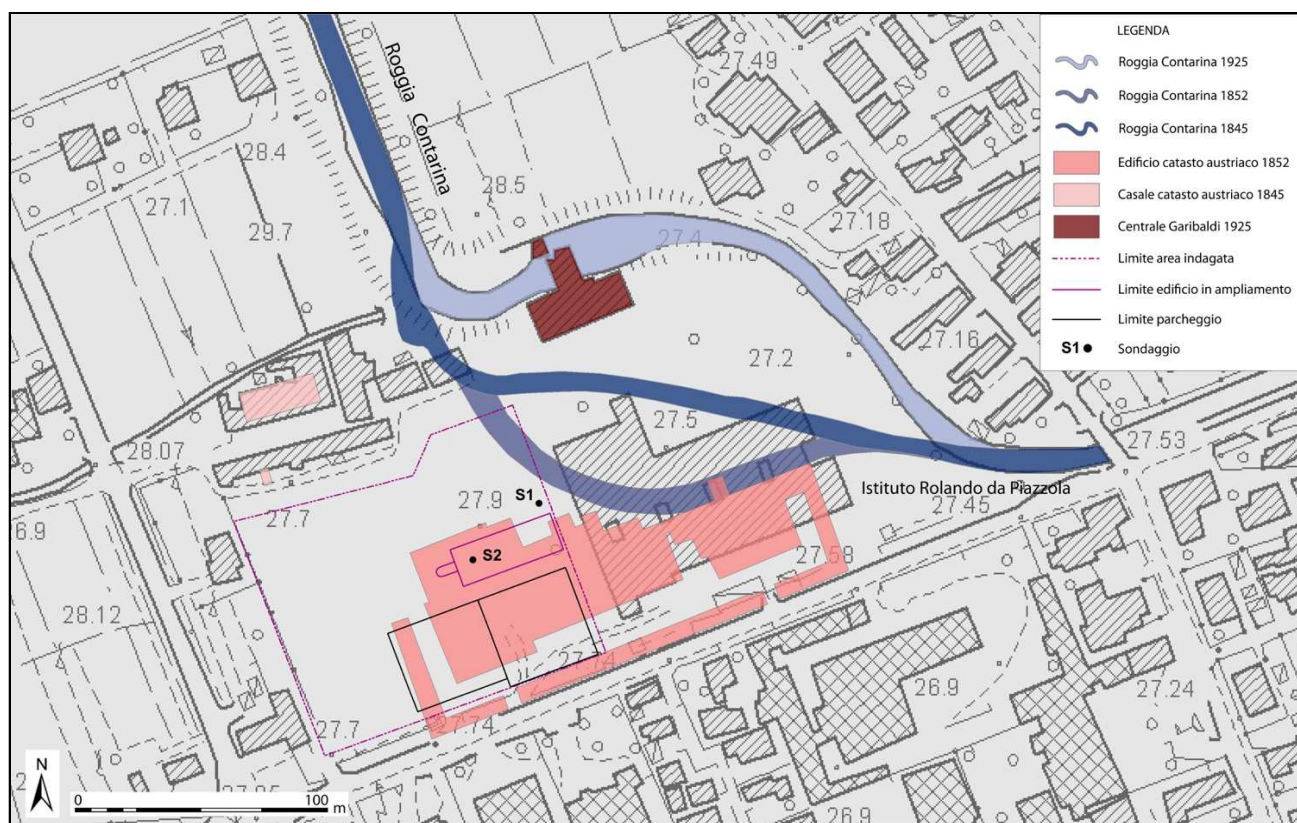 LEGENDA
Roggia Contarina 1925
Roggia Contarina 1852
Roggia Contarina 1845
Edificio catasto austriaco 1852
Casale catasto austriaco 1845
Centrale Garibaldi 1925
Limite area indagata
Limite edificio in ampliamento
Limite parcheggio
S1 Sondaggio
Roggia Contarina
27.49
28.4
28.5
27.1
29.7
27.18
27.4
27.16
27.2
27.5
27.53
28.07
27.9
S1
Istituto Rolando da Piazzola
27.45
27.7
26.9
S2
27.58
28.12
27.74
26.9
27.24
27.7
27.74
26.9
N
0 100 m